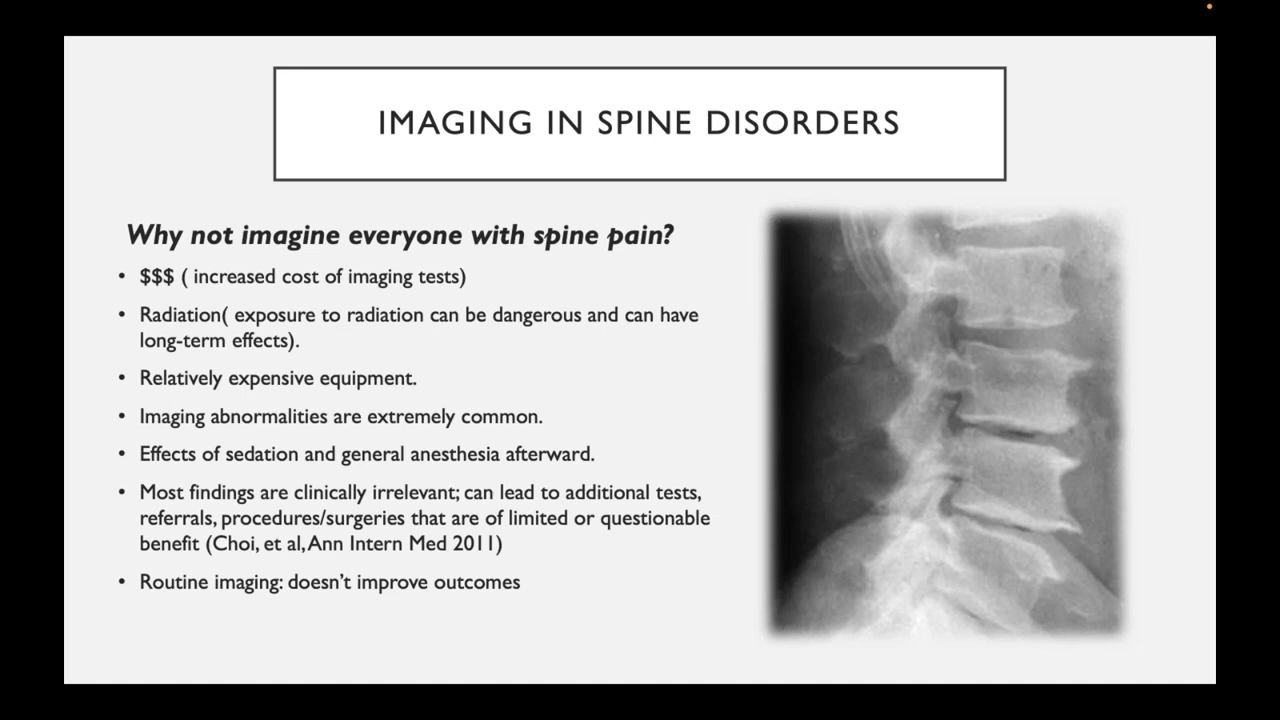 IMAGING IN SPINE DISORDERS
Why not imagine everyone with spine pain?
• $$$ ( increased cost of imaging tests)
• Radiation( exposure to radiation can be dangerous and can have
long-term effects).
• Relatively expensive equipment.
• Imaging abnormalities are extremely common.
• Effects of sedation and general anesthesia afterward.
• Most findings are clinically irrelevant; can lead to additional tests,
referrals, procedures/surgeries that are of limited or questionable
benefit (Choi, et al, Ann Intern Med 2011)
• Routine imaging: doesn’t improve outcomes